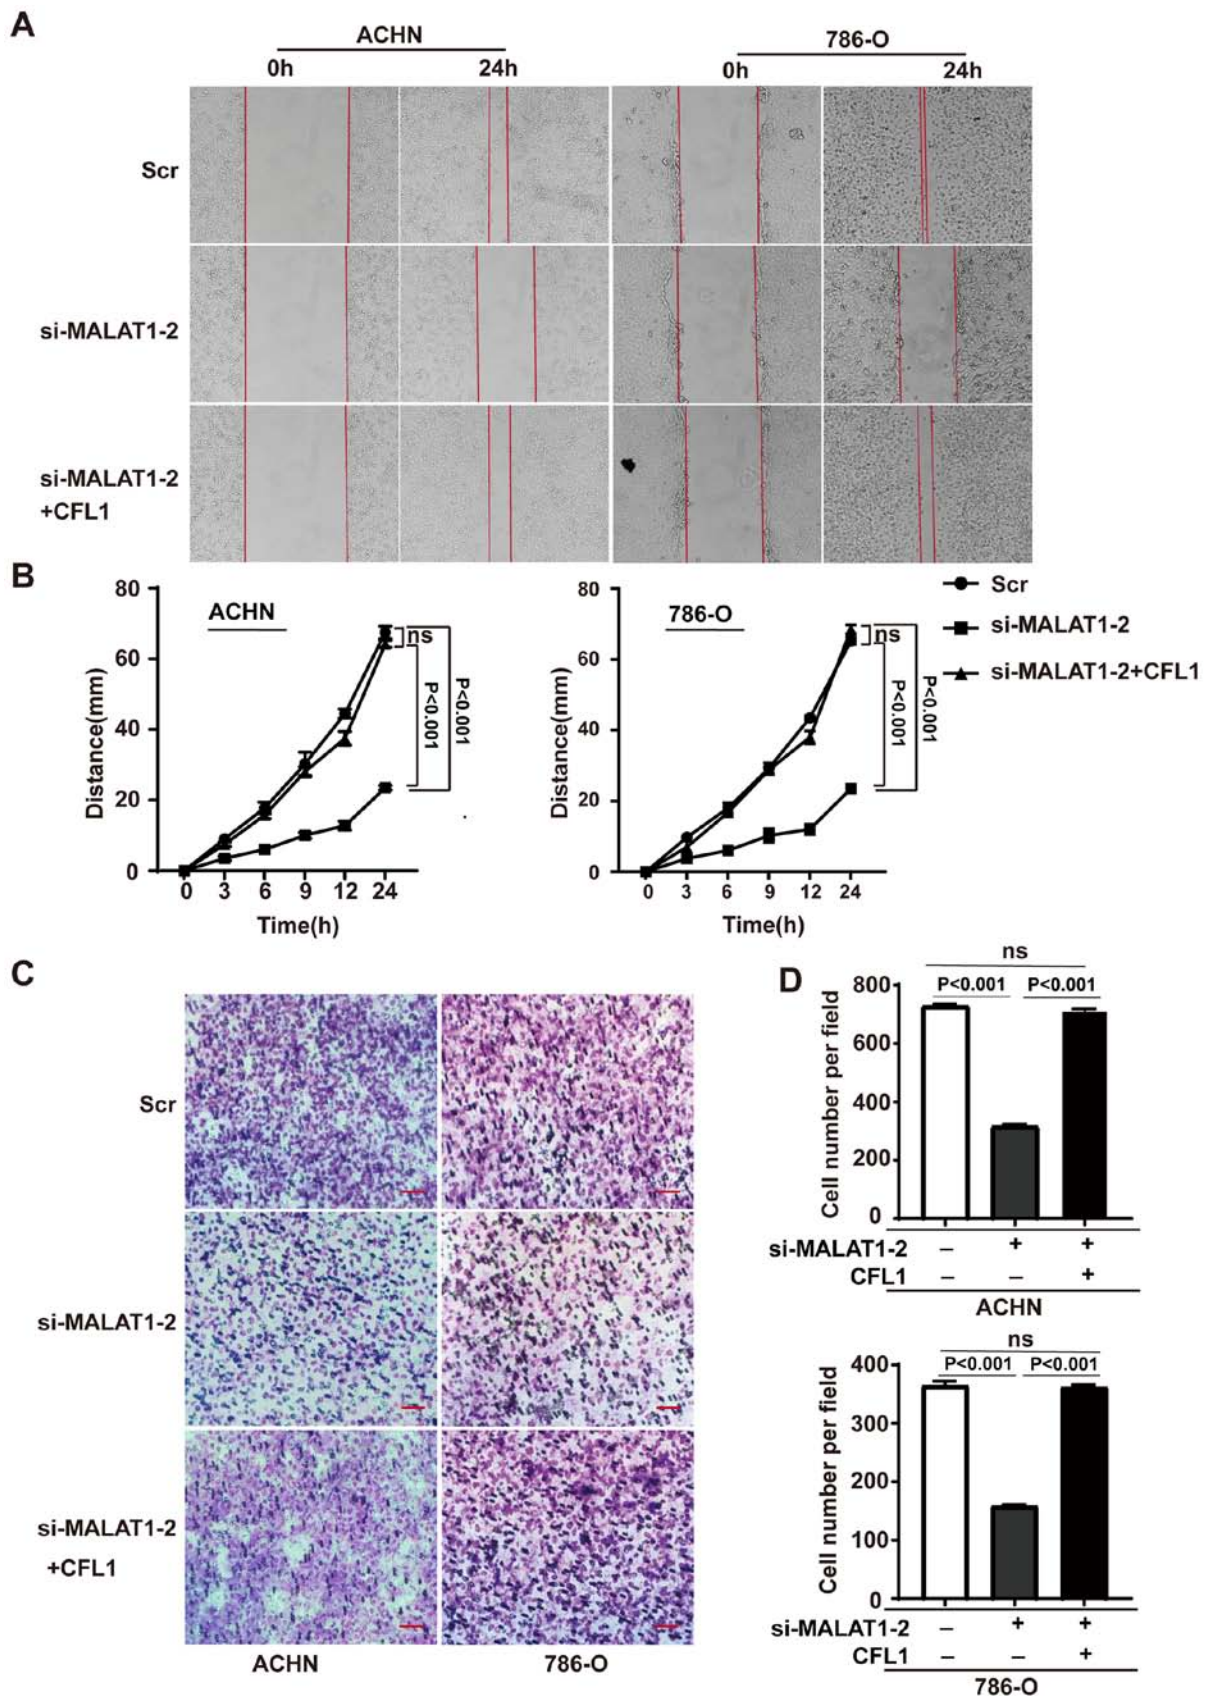 A
ACHN
786-O
0h
24h
0h
24h
Scr
si-MALAT1-2
si-MALAT1-2
+CFL1
B
80
60
40
20
0
Distance(mm)
ACHN
ns
P<0.001
P<0.001
0 3 6 9 12 24
Time(h)
80
60
40
20
0
Distance(mm)
786-O
ns
P<0.001
P<0.001
0 3 6 9 12 24
Time(h)
Scr
si-MALAT1-2
si-MALAT1-2+CFL1
C
Scr
si-MALAT1-2
si-MALAT1-2
+CFL1
ACHN
786-O
D
ns
P<0.001
P<0.001
800
600
400
200
0
Cell number per field
si-MALAT1-2 – + +
CFL1 – – +
ACHN
ns
P<0.001
P<0.001
400
300
200
100
0
Cell number per field
si-MALAT1-2 – + +
CFL1 – – +
786-O